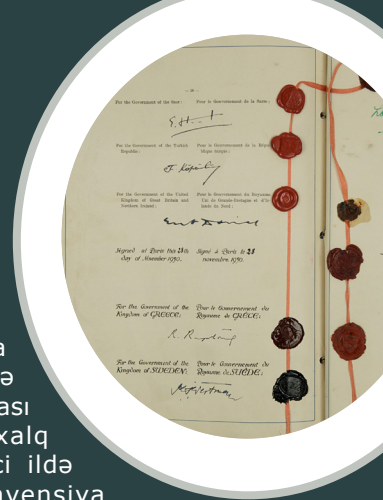 For the Government of the Saar: Pour le Gouvernement de la Sarre:
For the Government of the Turkish Pour le Gouvernement de la Répu-
Republic: blique turque:
For the Government of the United Pour le Gouvernement du Royaume-
Kingdom of Great Britain and Uni de Grande-Bretagne et d'Ir-
Northern Ireland: lande du Nord:
Signed at Paris this 28th Signé à Paris le 28
day of November 1950. novembre 1950.
For the Government of the Pour le Gouvernement du
Kingdom of GREECE: Royaume de GRÈCE:
For the Government of the Pour le Gouvernement du
Kingdom of SWEDEN: Royaume de SUÈDE:
a
ə
ası
xalq
ci ildə
nvensiya